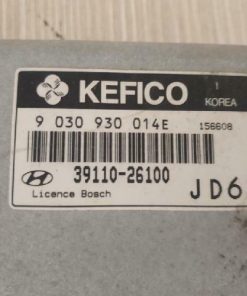 KEFICO
1
KOREA
9 030 930 014E 156608
39110-26100
Licence Bosch JD6